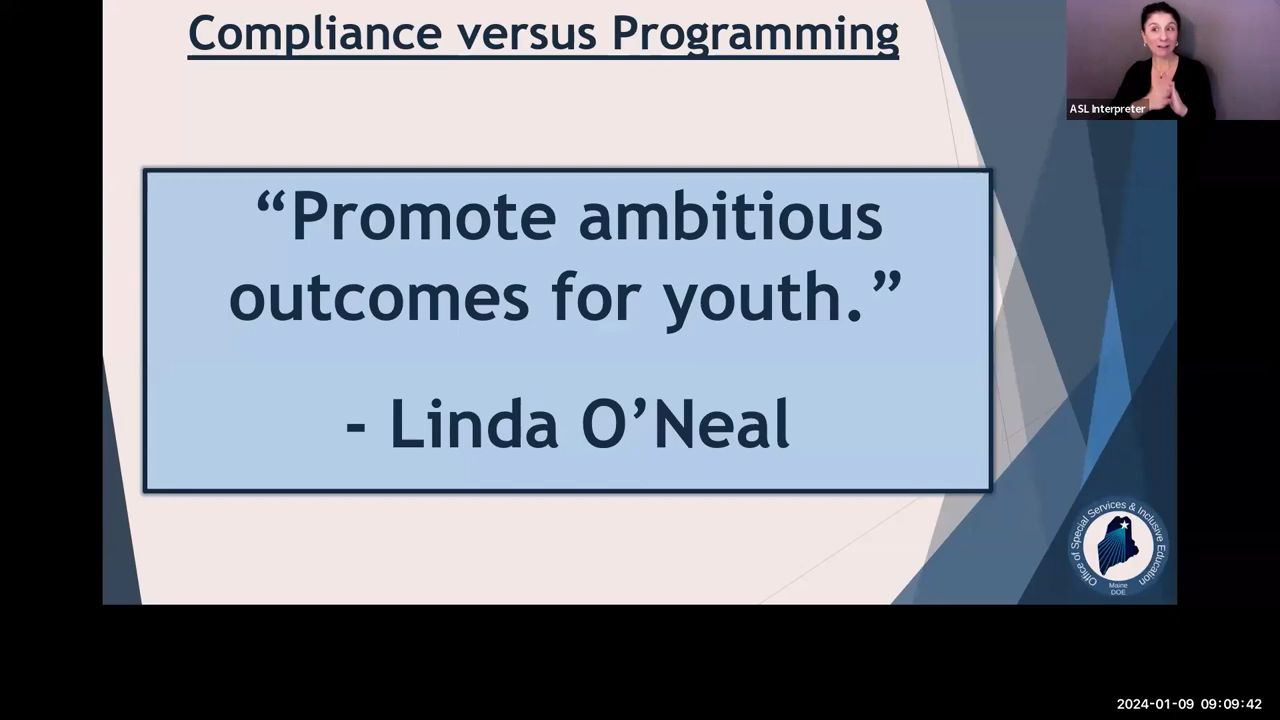 Compliance versus Programming
ASL Interpreter
“Promote ambitious
outcomes for youth.”
- Linda O’Neal
Office of Special Services & Inclusive Education
Maine
DOE
2024-01-09 09:09:42